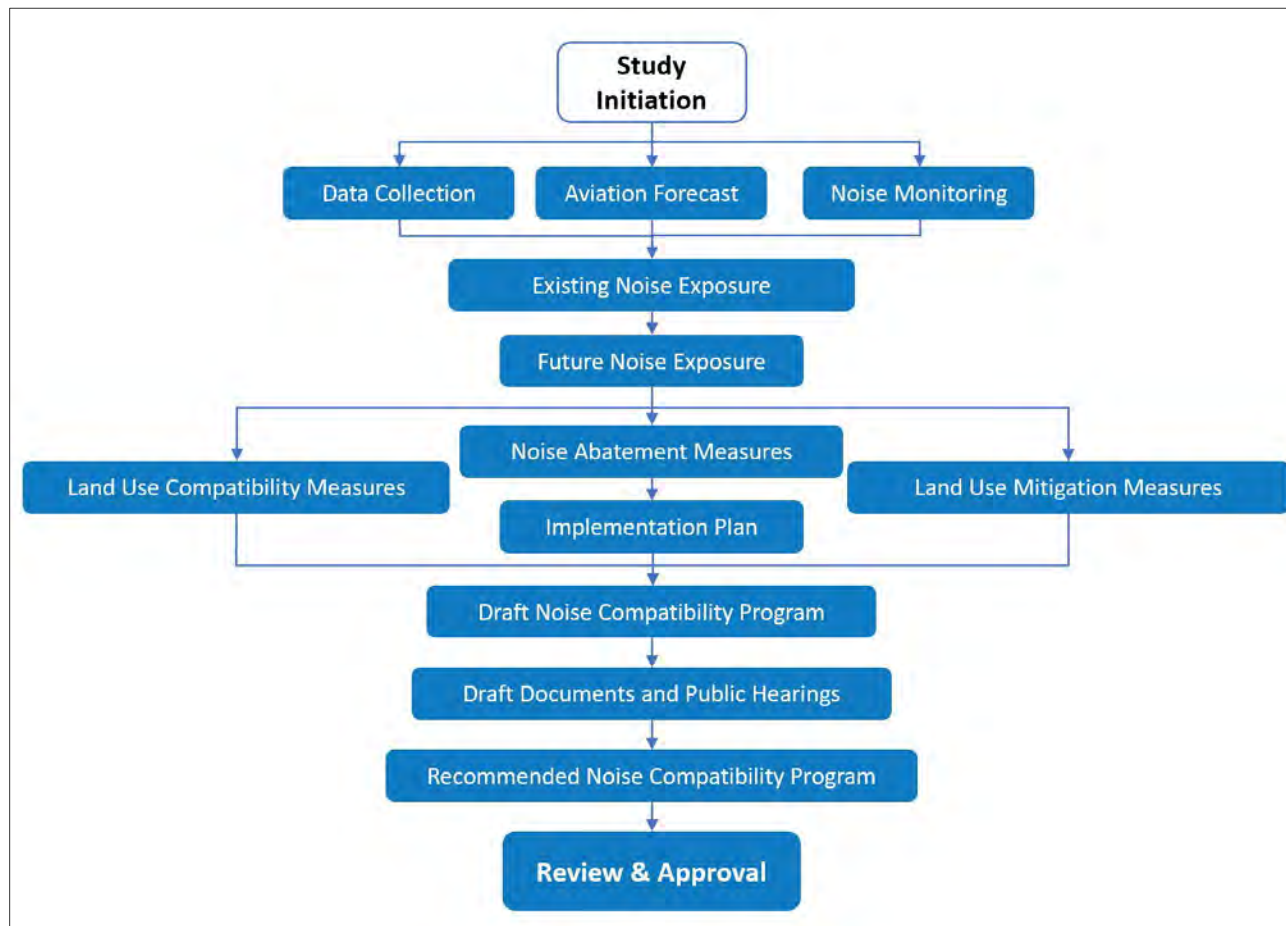 Study
Initiation
Data Collection
Aviation Forecast
Noise Monitoring
Existing Noise Exposure
Future Noise Exposure
Noise Abatement Measures
Land Use Compatibility Measures
Land Use Mitigation Measures
Implementation Plan
Draft Noise Compatibility Program
Draft Documents and Public Hearings
Recommended Noise Compatibility Program
Review & Approval